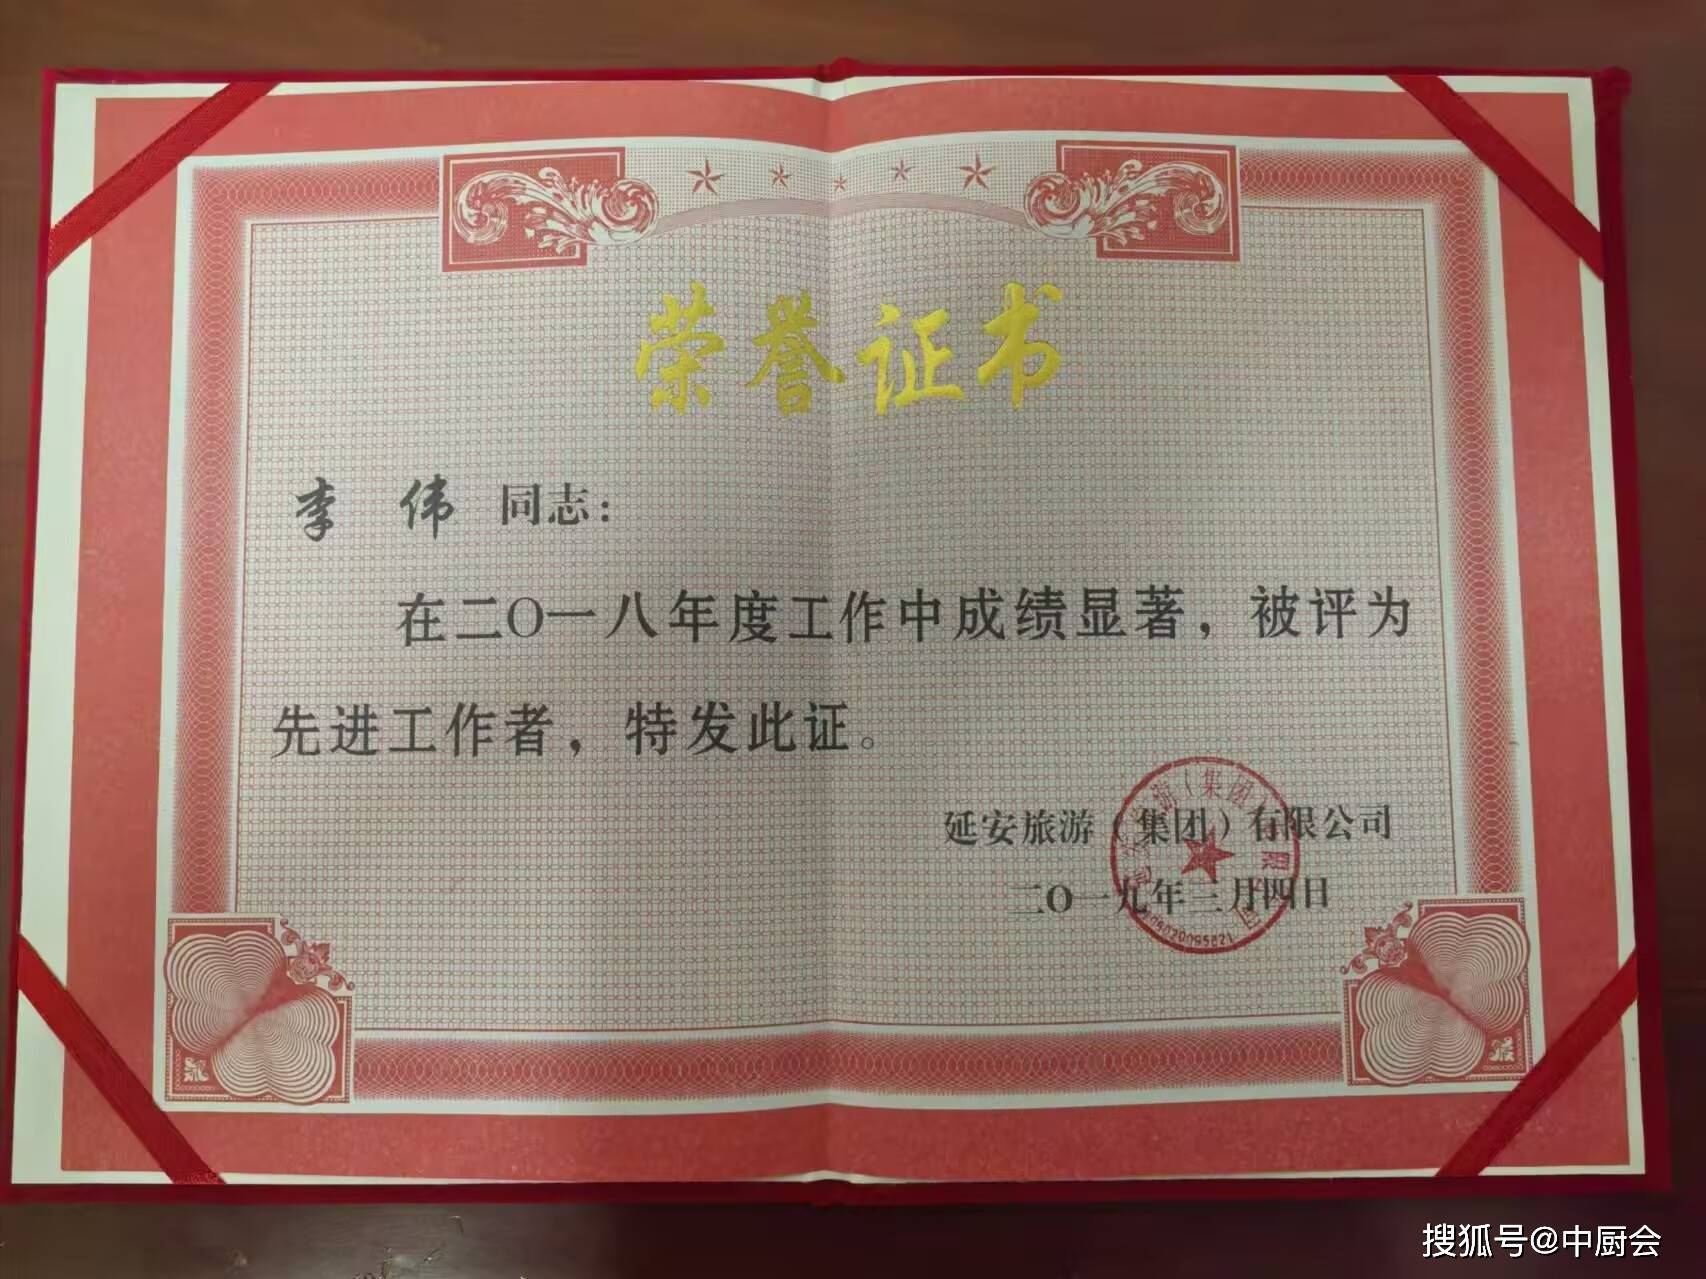 荣誉证书
李 伟 同志：
在二〇一八年度工作中成绩显著，被评为
先进工作者，特发此证。
延安旅游（集团）有限公司
二〇一九年三月四日
搜狐号@中厨会